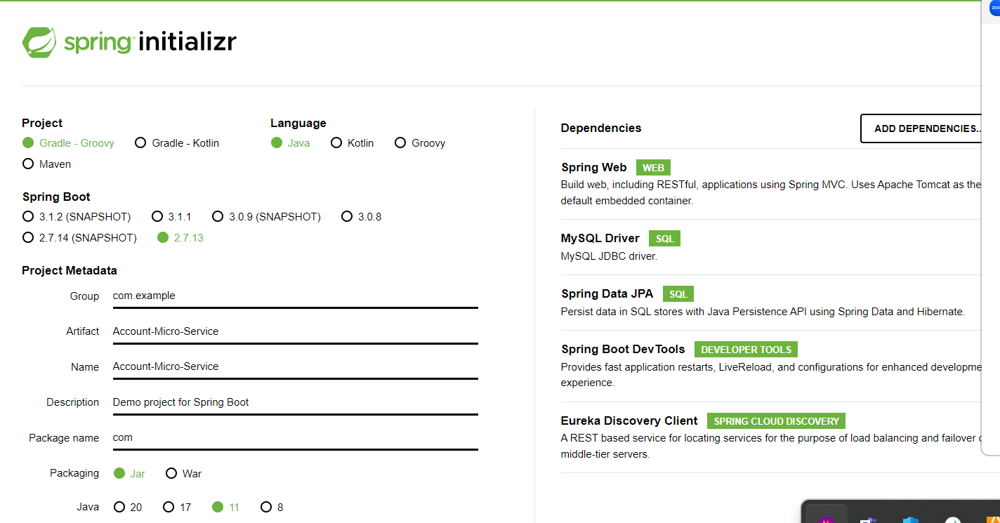 spring initializr
Project
Gradle - Groovy
Gradle - Kotlin
Maven
Language
Java
Kotlin
Groovy
Spring Boot
3.1.2 (SNAPSHOT)
3.1.1
3.0.9 (SNAPSHOT)
3.0.8
2.7.14 (SNAPSHOT)
2.7.13
Project Metadata
Group com.example
Artifact Account-Micro-Service
Name Account-Micro-Service
Description Demo project for Spring Boot
Package name com
Packaging Jar War
Java 20 17 11 8
Dependencies
ADD DEPENDENCIES..
Spring Web WEB
Build web, including RESTful, applications using Spring MVC. Uses Apache Tomcat as the
default embedded container.
MySQL Driver SQL
MySQL JDBC driver.
Spring Data JPA SQL
Persist data in SQL stores with Java Persistence API using Spring Data and Hibernate.
Spring Boot DevTools DEVELOPER TOOLS
Provides fast application restarts, LiveReload, and configurations for enhanced developme
experience.
Eureka Discovery Client SPRING CLOUD DISCOVERY
A REST based service for locating services for the purpose of load balancing and failover
middle-tier servers.